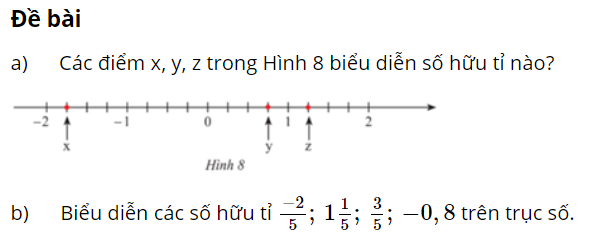 Đề bài
a) Các điểm x, y, z trong Hình 8 biểu diễn số hữu tỉ nào?
-2 -1 0 1 2
x y z
Hình 8
b) Biểu diễn các số hữu tỉ \frac{-2}{5}; 1\frac{1}{5}; \frac{3}{5}; -0,8 trên trục số.